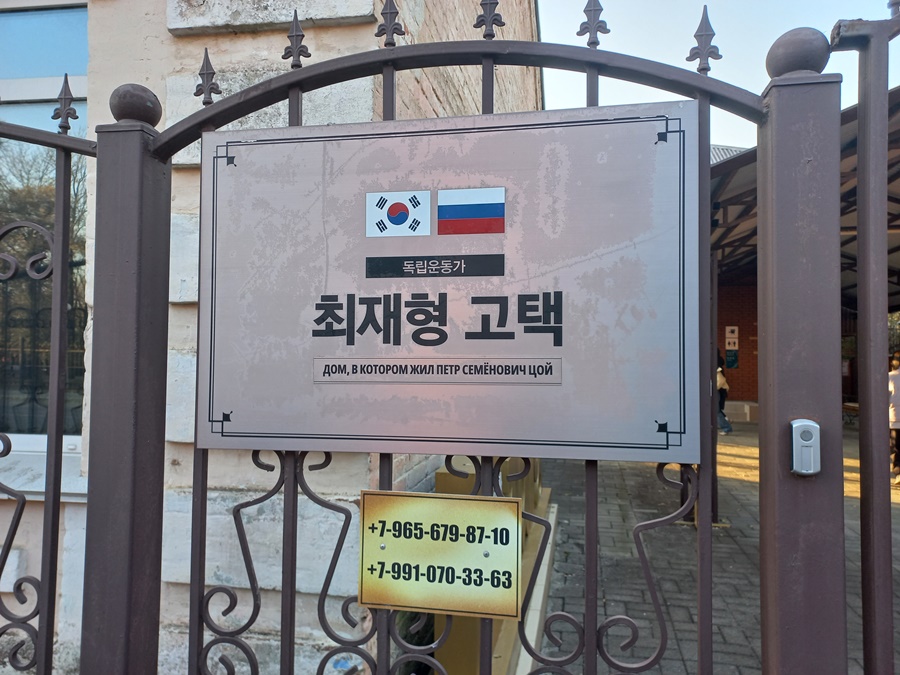 독립운동가
최재형 고택
ДОМ, В КОТОРОМ ЖИЛ ПЕТР СЕМЁНОВИЧ ЦОЙ
+7-965-679-87-10
+7-991-070-33-63